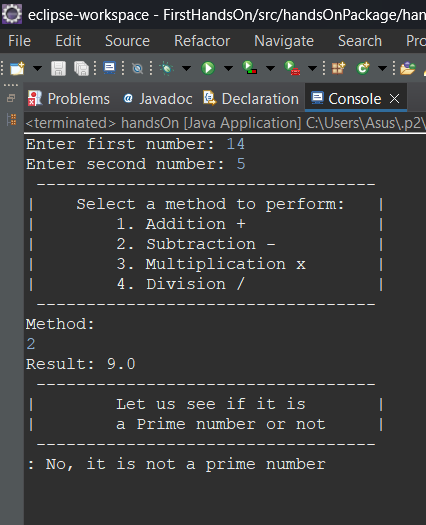 eclipse-workspace - FirstHandsOn/src/handsOnPackage/han
File Edit Source Refactor Navigate Search Pro
Problems @ Javadoc Declaration Console ×
<terminated> handsOn [Java Application] C:\Users\Asus\.p2\
Enter first number: 14
Enter second number: 5
---------------------------------
| Select a method to perform: |
| 1. Addition + |
| 2. Subtraction - |
| 3. Multiplication x |
| 4. Division / |
---------------------------------
Method:
2
Result: 9.0
---------------------------------
| Let us see if it is |
| a Prime number or not |
---------------------------------
: No, it is not a prime number